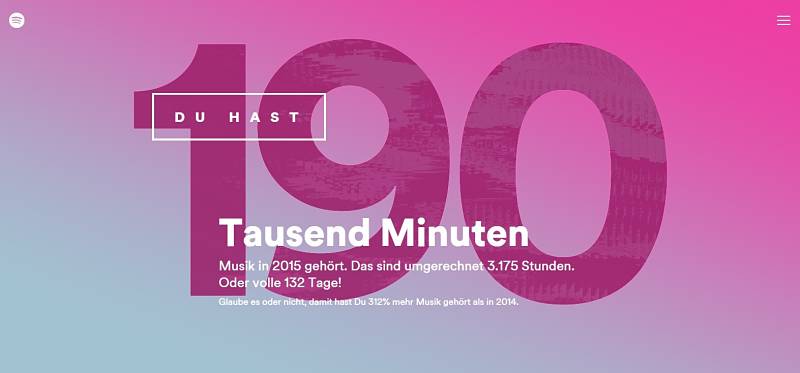 190
DU HAST
Tausend Minuten
Musik in 2015 gehört. Das sind umgerechnet 3.175 Stunden.
Oder volle 132 Tage!
Glaube es oder nicht, damit hast Du 312% mehr Musik gehört als in 2014.